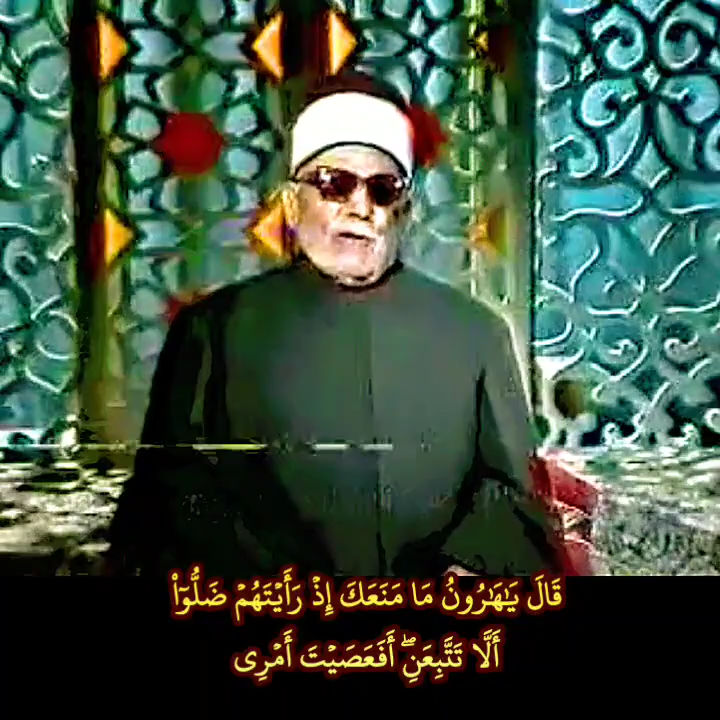 قَالَ يَٰهَٰرُونُ مَا مَنَعَكَ إِذْ رَأَيْتَهُمْ ضَلُّوٓا۟
أَلَّا تَتَّبِعَنِ ۖ أَفَعَصَيْتَ أَمْرِى